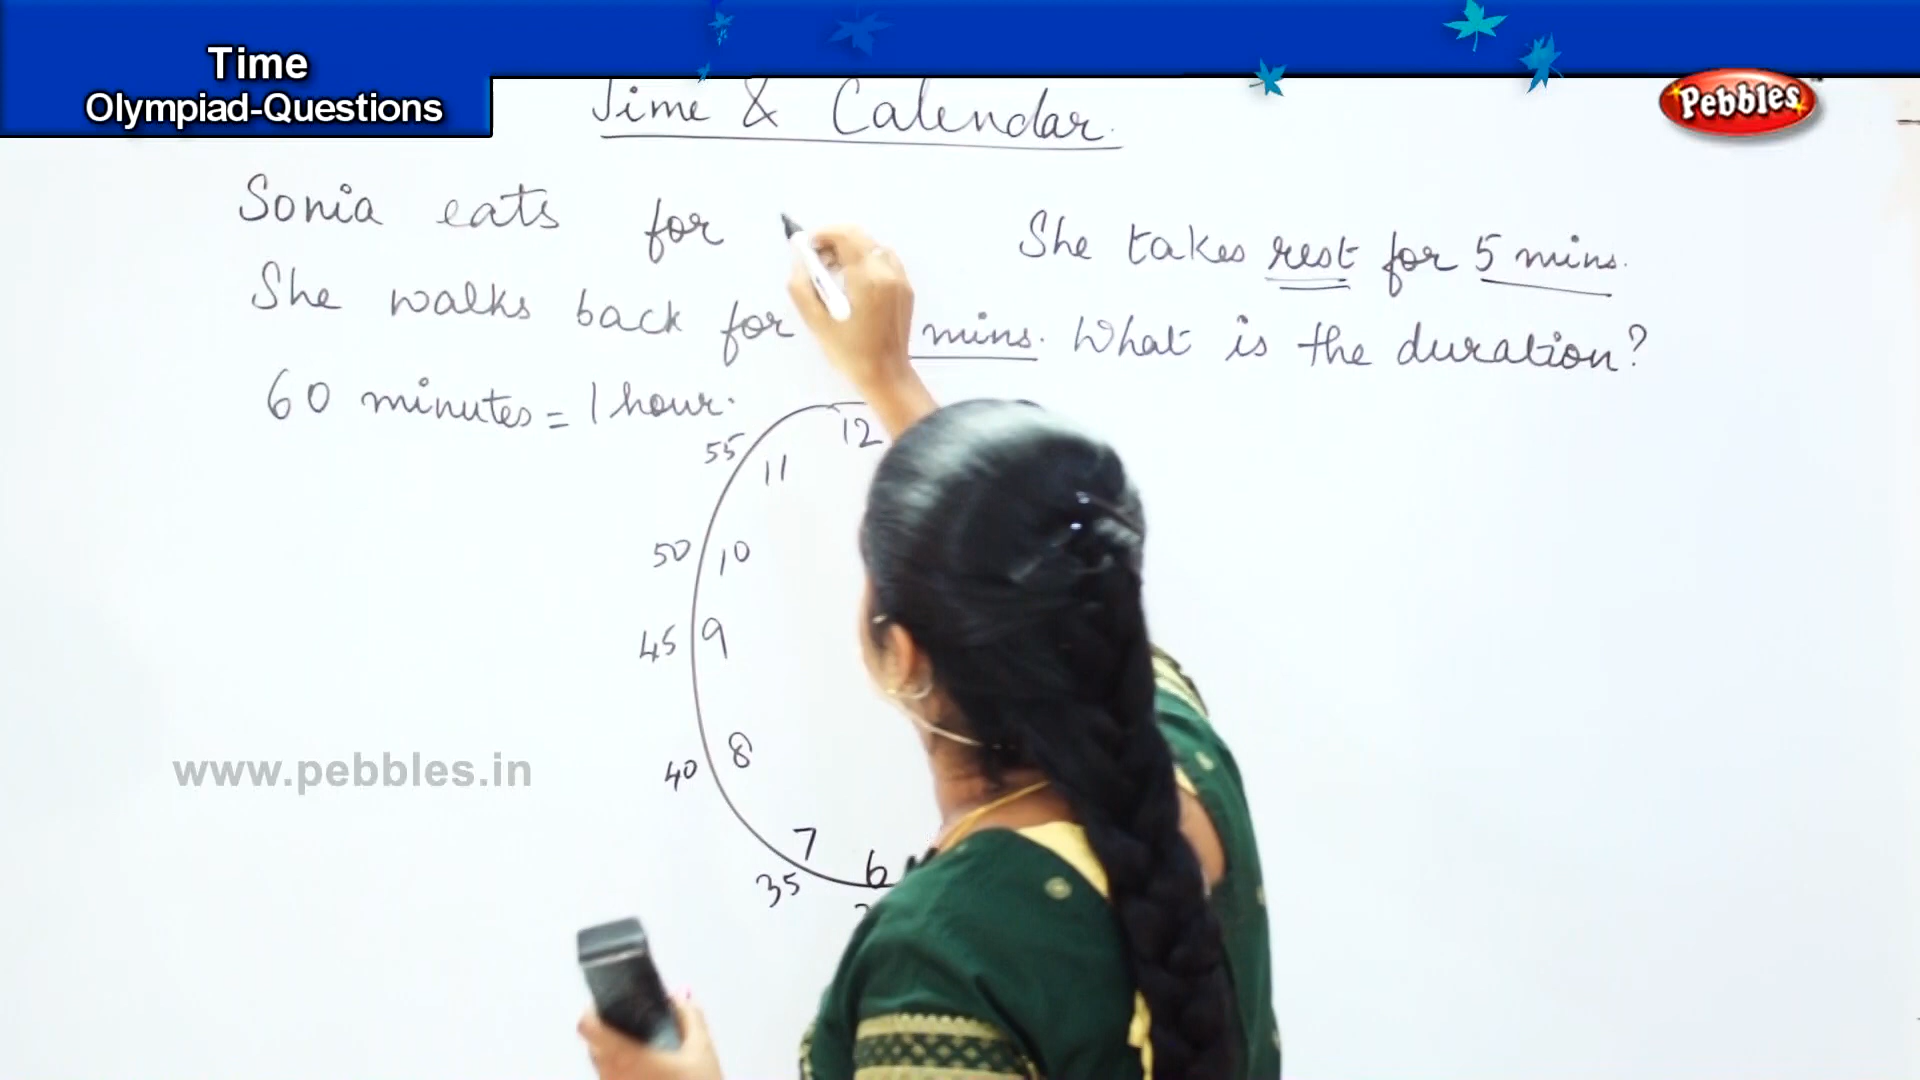 Time
Olympiad-Questions
Pebbles
Time & Calendar.
Sonia eats for She takes rest for 5 mins.
She walks back for mins. What is the duration?
60 minutes = 1 hour.
12
55
11
50
10
45
9
40
8
7
6
35
www.pebbles.in